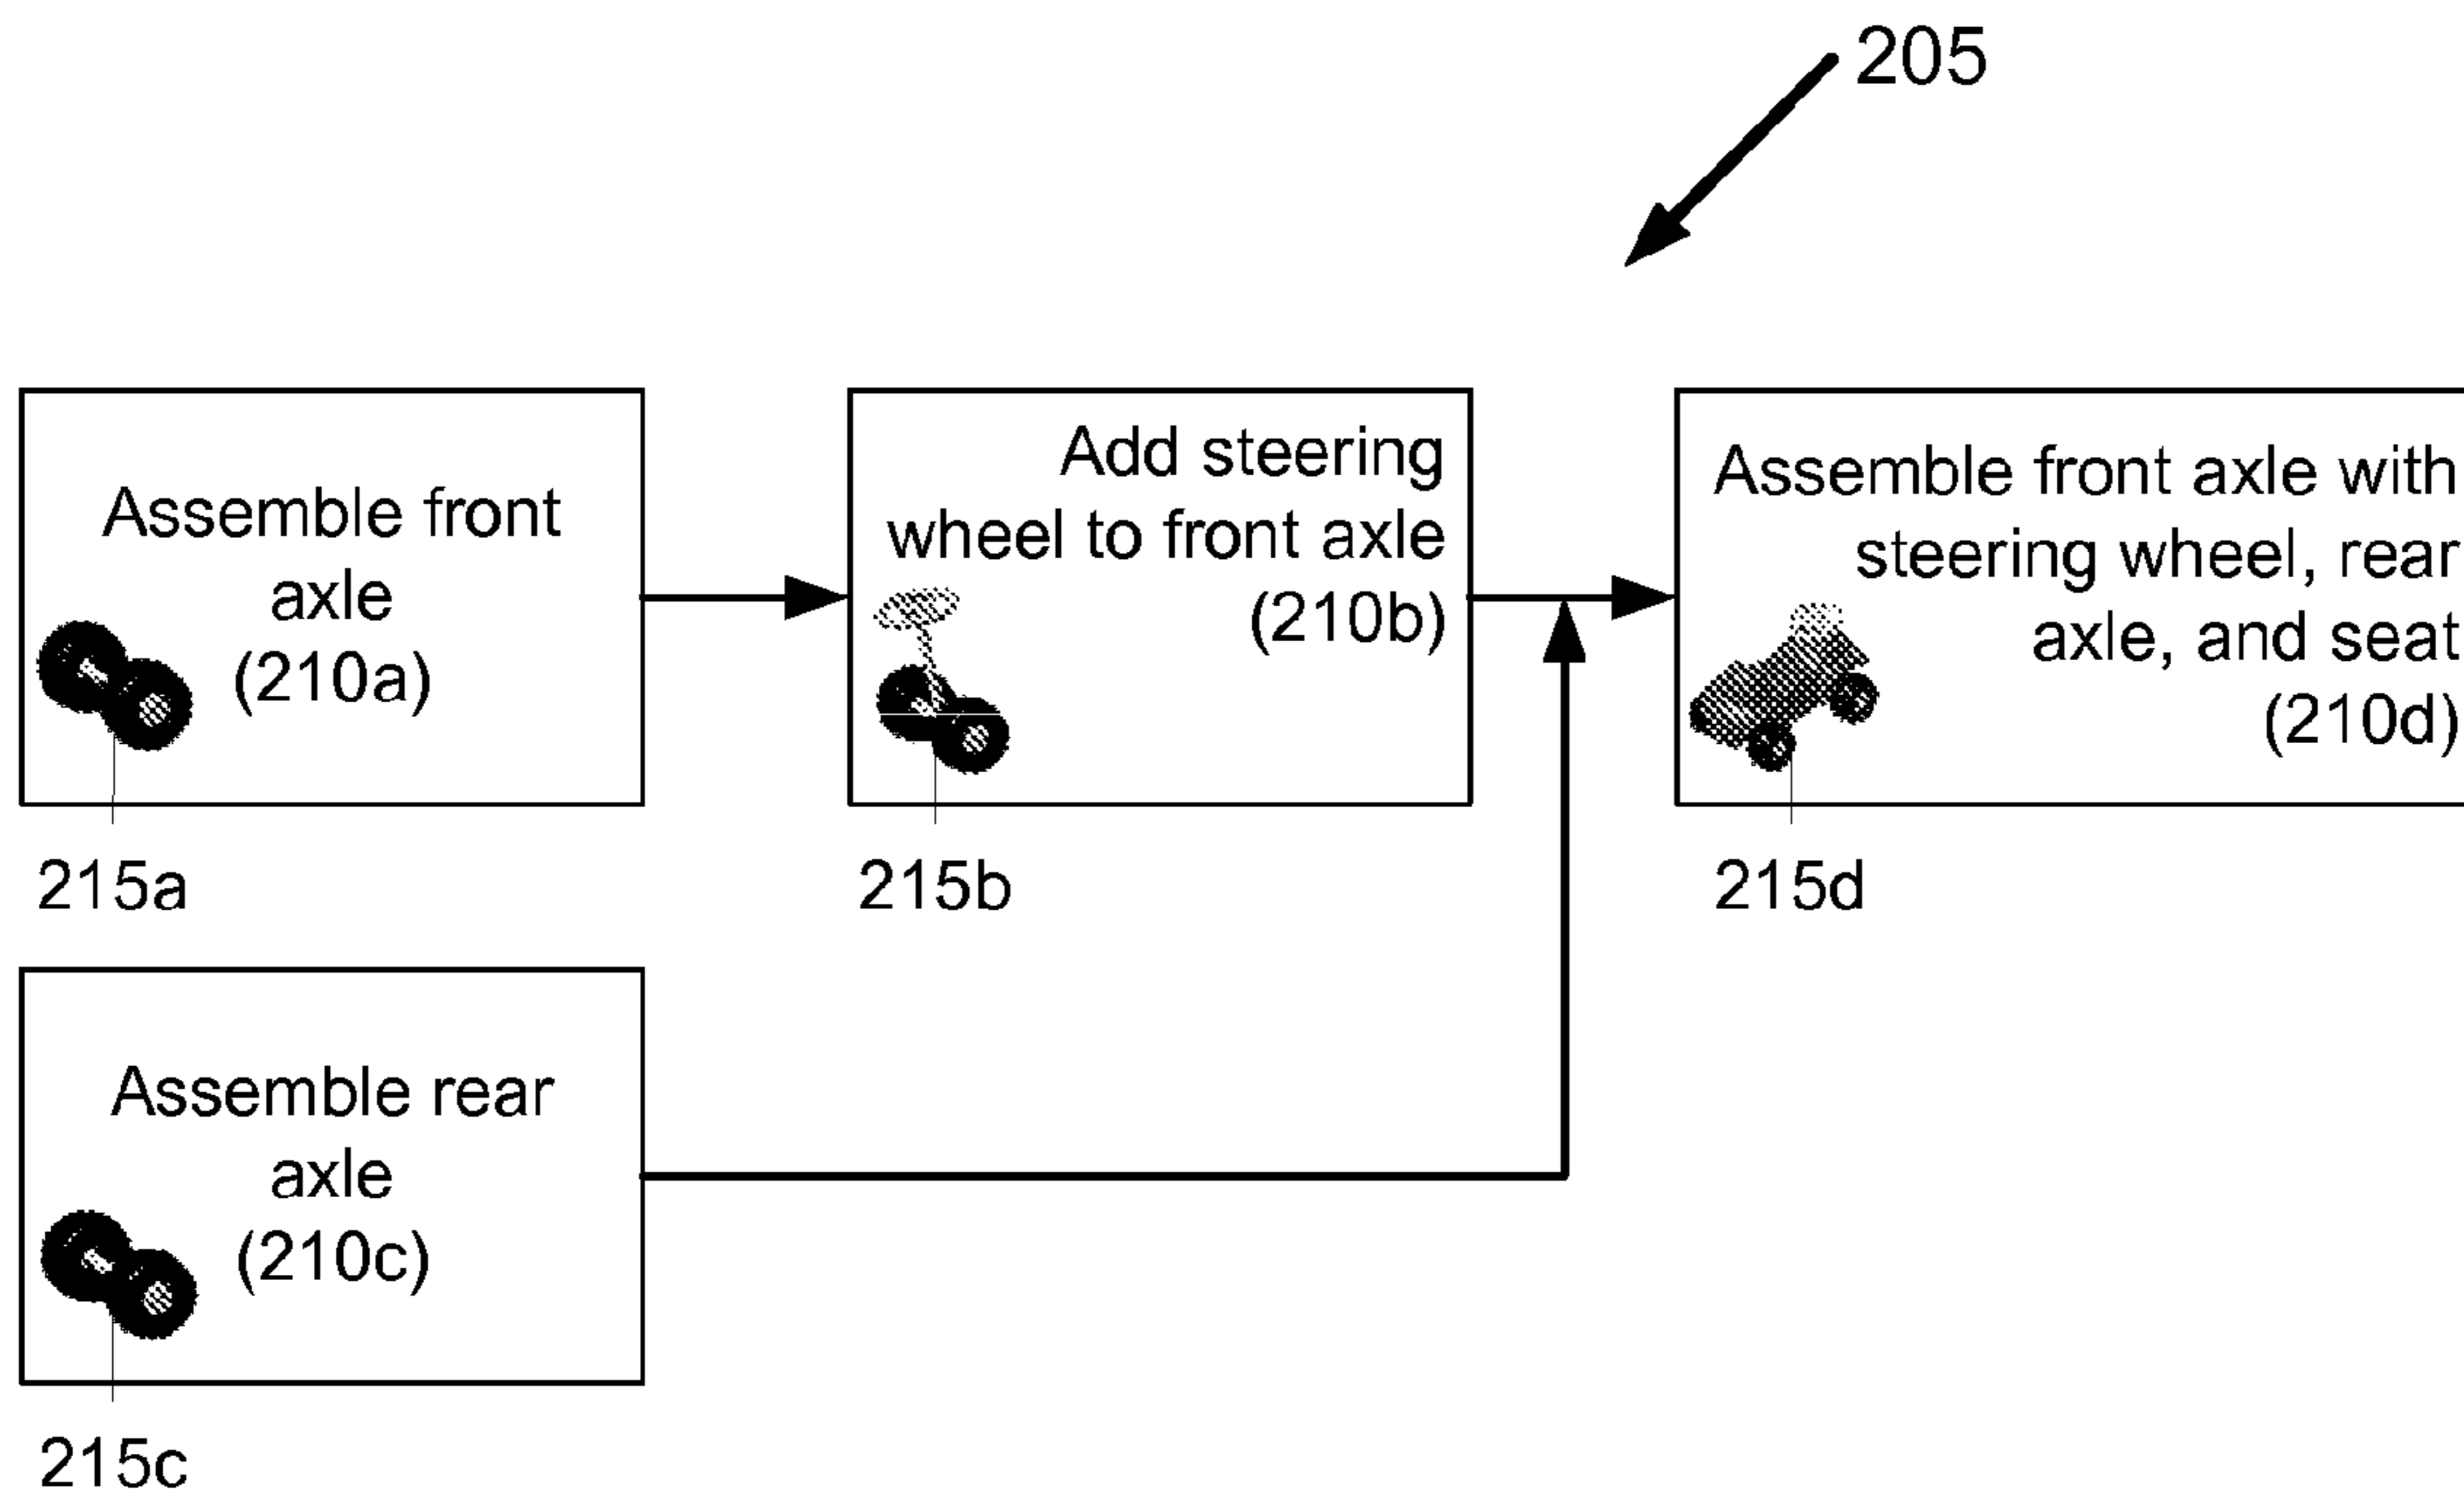 205
Assemble front
axle
(210a)
215a
Add steering
wheel to front axle
(210b)
215b
Assemble front axle with
steering wheel, rear
axle, and seat
(210d)
215d
Assemble rear
axle
(210c)
215c